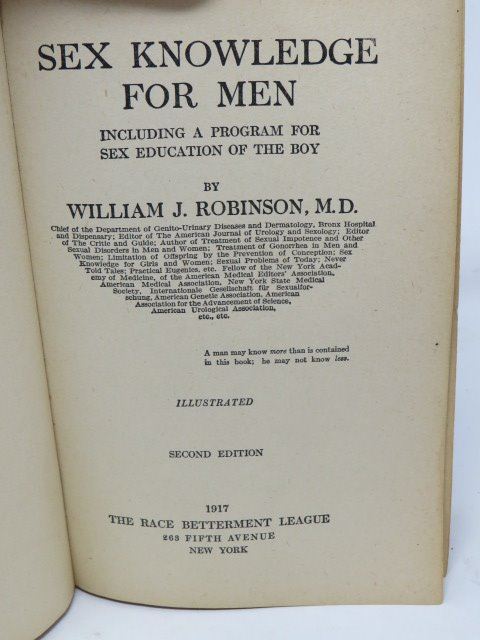 SEX KNOWLEDGE
FOR MEN
INCLUDING A PROGRAM FOR
SEX EDUCATION OF THE BOY
BY
WILLIAM J. ROBINSON, M.D.
Chief of the Department of Genito-Urinary Diseases and Dermatology, Bronx Hospital
and Dispensary; Editor of The American Journal of Urology and Sexology; Editor
of The Critic and Guide; Author of Treatment of Sexual Impotence and Other
Sexual Disorders in Men and Women; Treatment of Gonorrhea in Men and
Women; Limitation of Offspring by the Prevention of Conception; Sex
Knowledge for Girls and Women; Sexual Problems of Today; Never
Told Tales; Practical Eugenics, etc. Fellow of the New York Acad-
emy of Medicine, of the American Medical Editors' Association,
American Medical Association, New York State Medical
Society, Internationale Gesellschaft für Sexualfor-
schung, American Genetic Association, American
Association for the Advancement of Science,
American Urological Association,
etc., etc.
A man may know more than is contained
in this book; he may not know less.
ILLUSTRATED
SECOND EDITION
1917
THE RACE BETTERMENT LEAGUE
263 FIFTH AVENUE
NEW YORK